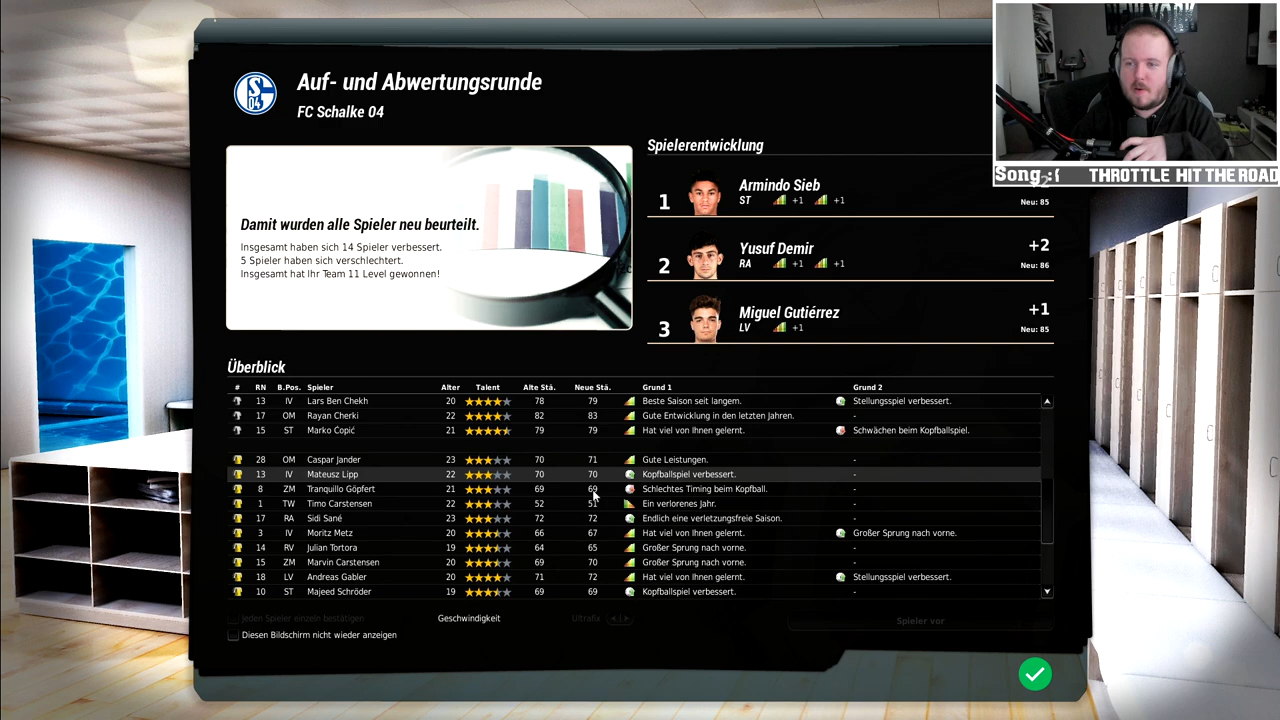 NEW YORK
Song :(
THROTTLE HIT THE ROAD
Auf- und Abwertungsrunde
FC Schalke 04
S
04
Damit wurden alle Spieler neu beurteilt.
Insgesamt haben sich 14 Spieler verbessert.
5 Spieler haben sich verschlechtert.
Insgesamt hat Ihr Team 11 Level gewonnen!
Spielerentwicklung
1 Armindo Sieb
ST +1 +1 Neu: 85
2 Yusuf Demir +2
RA +1 +1 Neu: 86
3 Miguel Gutiérrez +1
LV +1 Neu: 85
Überblick
# RN B.Pos. Spieler Alter Talent Alte Stä. Neue Stä. Grund 1 Grund 2
13 IV Lars Ben Chekh 20 78 79 Beste Saison seit langem. Stellungsspiel verbessert.
17 OM Rayan Cherki 22 82 83 Gute Entwicklung in den letzten Jahren. -
15 ST Marko Ćopić 21 79 79 Hat viel von Ihnen gelernt. Schwächen beim Kopfballspiel.
28 OM Caspar Jander 23 70 71 Gute Leistungen. -
13 IV Mateusz Lipp 22 70 70 Kopfballspiel verbessert. -
8 ZM Tranquillo Göpfert 21 69 69 Schlechtes Timing beim Kopfball. -
1 TW Timo Carstensen 22 52 51 Ein verlorenes Jahr. -
17 RA Sidi Sané 23 72 72 Endlich eine verletzungsfreie Saison. -
3 IV Moritz Metz 20 66 67 Hat viel von Ihnen gelernt. Großer Sprung nach vorne.
14 RV Julian Tortora 19 64 65 Großer Sprung nach vorne. -
15 ZM Marvin Carstensen 20 69 70 Großer Sprung nach vorne. -
18 LV Andreas Gabler 20 71 72 Hat viel von Ihnen gelernt. Stellungsspiel verbessert.
10 ST Majeed Schröder 19 69 69 Kopfballspiel verbessert. -
Jeden Spieler einzeln bestätigen Geschwindigkeit Ultrafix Spieler vor
Diesen Bildschirm nicht wieder anzeigen